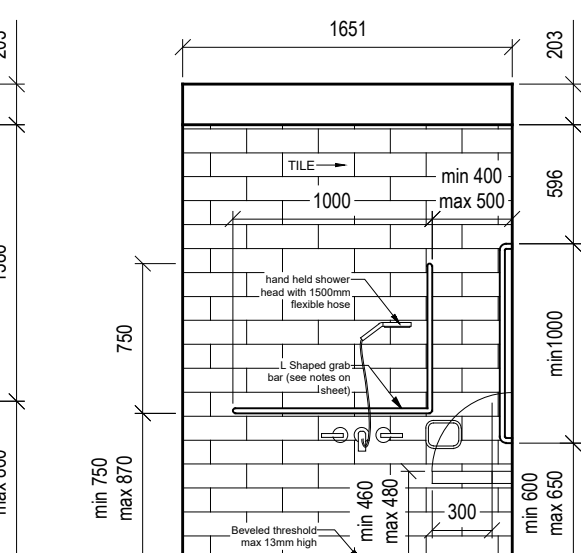 1651
203
203
TILE
min 400
max 500
1000
596
hand held shower
head with 1500mm
flexible hose
750
min1000
L Shaped grab
bar (see notes on
sheet)
min 750
max 870
min 460
max 480
300
min 600
max 650
Beveled threshold
max 13mm high